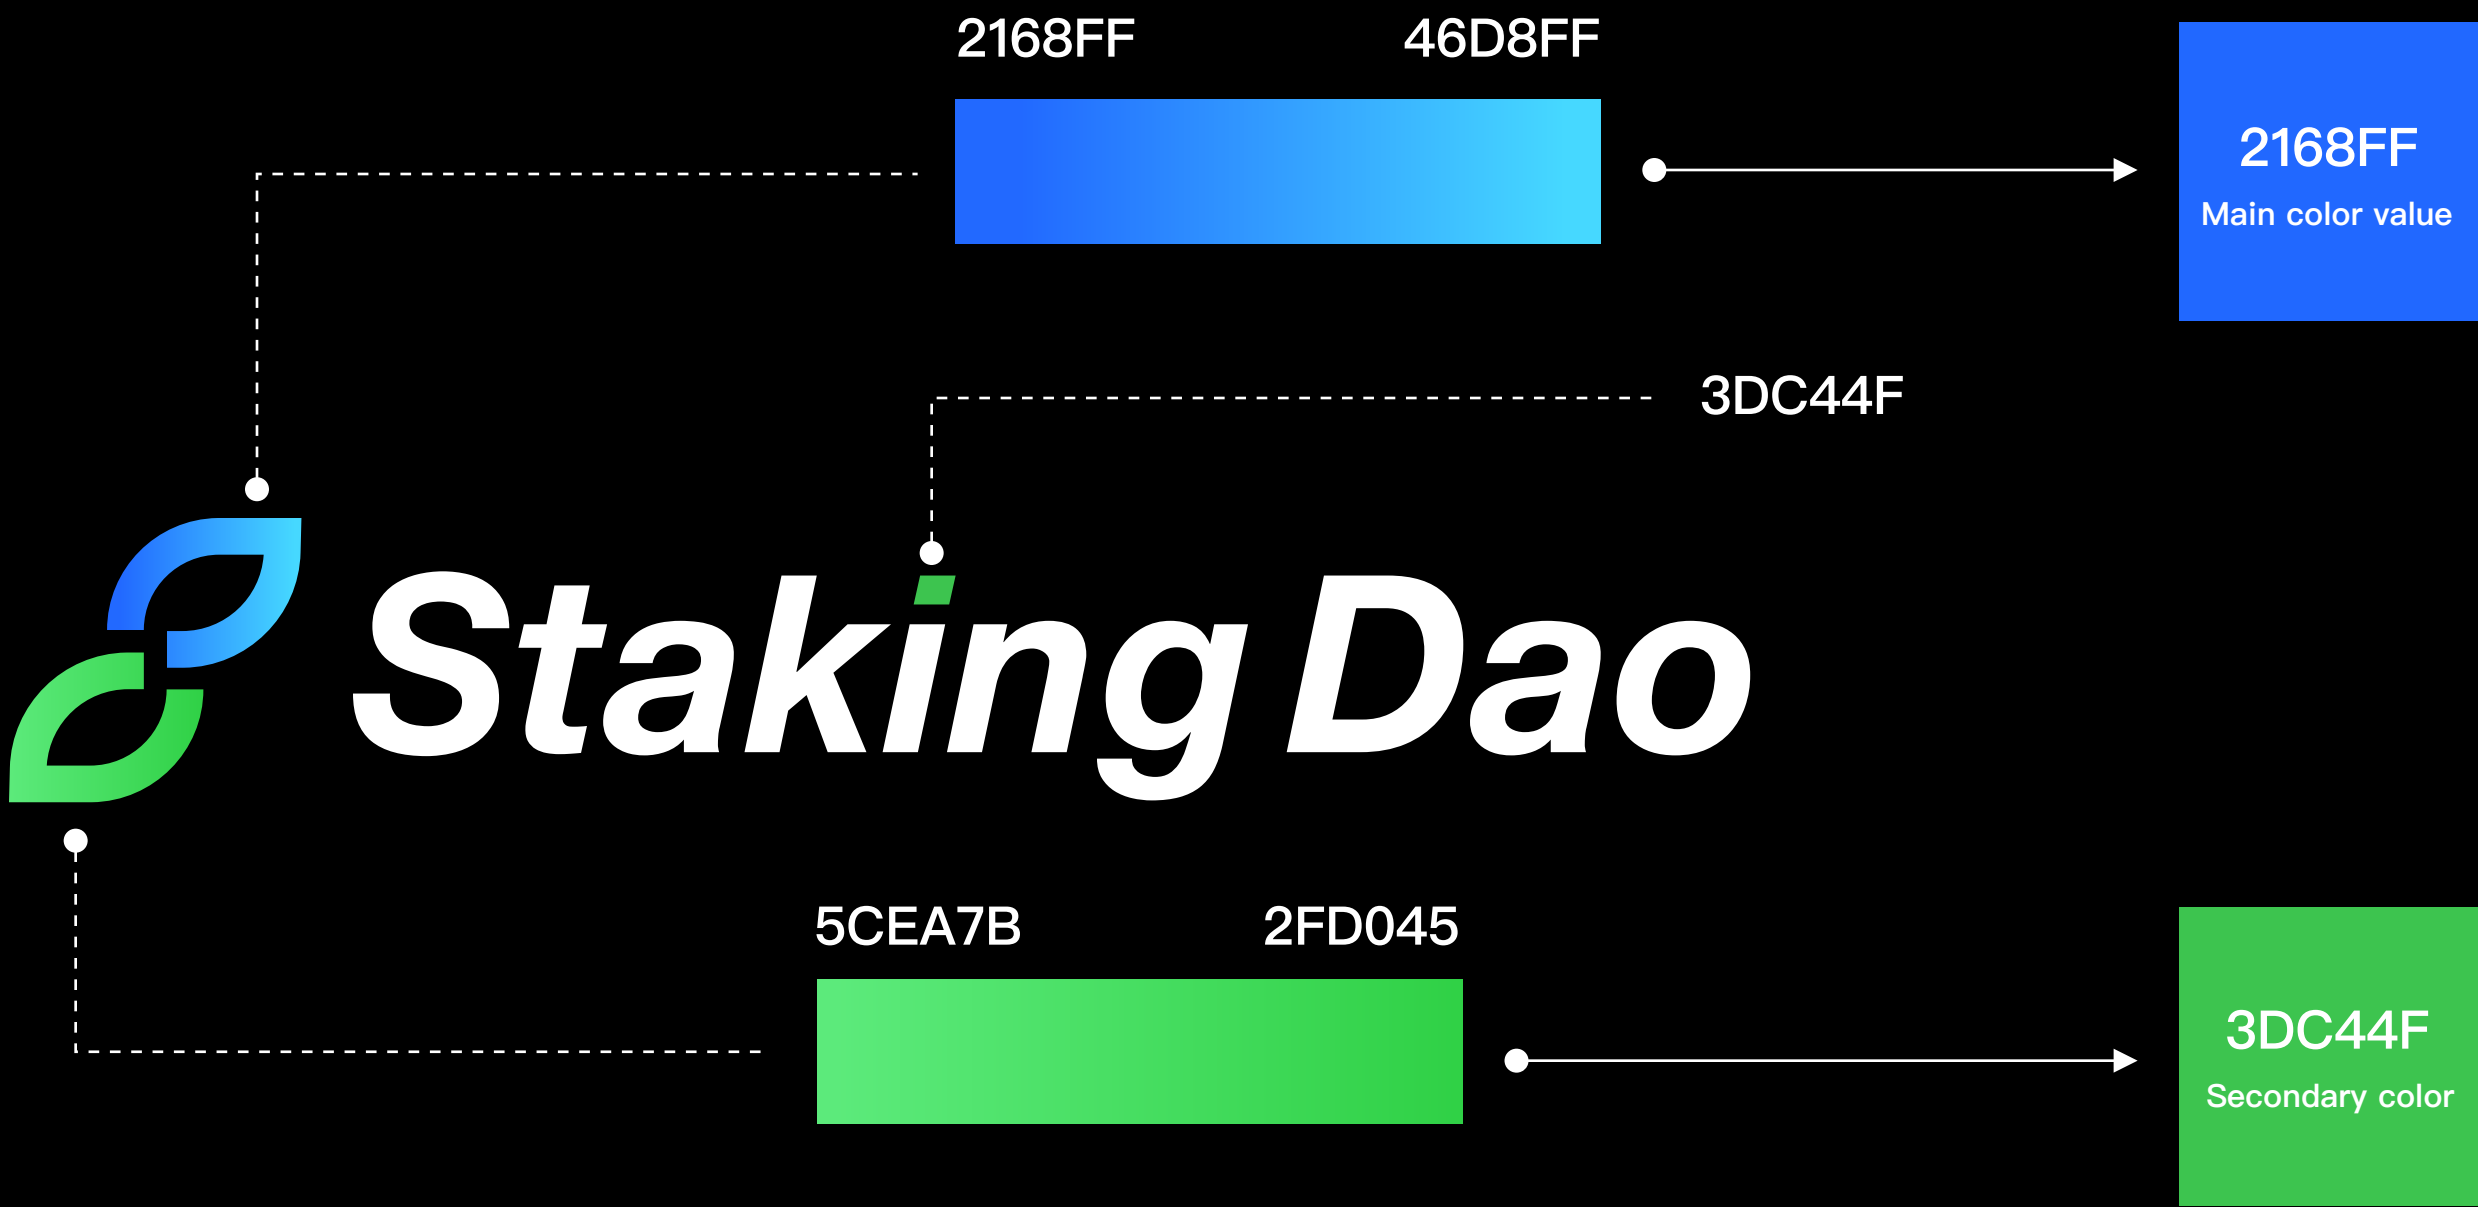 2168FF 46D8FF
2168FF
Main color value
3DC44F
Staking Dao
5CEA7B 2FD045
3DC44F
Secondary color